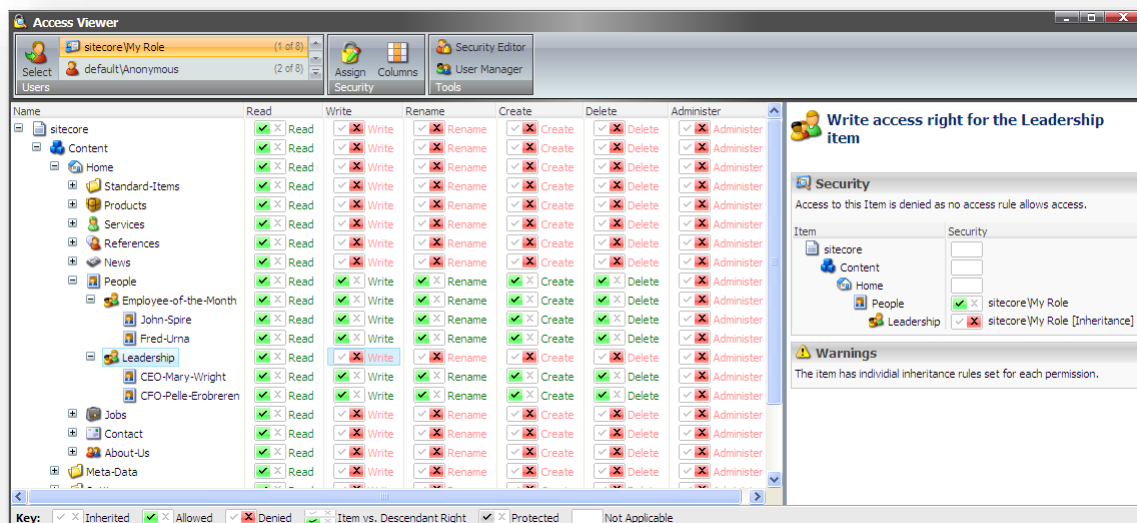 Access Viewer
sitecore\My Role (1 of 8)
default\Anonymous (2 of 8)
Select
Users
Assign Columns
Security
Security Editor
User Manager
Tools
Name Read Write Rename Create Delete Administer
sitecore Read Write Rename Create Delete Administer
Content Read Write Rename Create Delete Administer
Home Read Write Rename Create Delete Administer
Standard-Items Read Write Rename Create Delete Administer
Products Read Write Rename Create Delete Administer
Services Read Write Rename Create Delete Administer
References Read Write Rename Create Delete Administer
News Read Write Rename Create Delete Administer
People Read Write Rename Create Delete Administer
Employee-of-the-Month Read Write Rename Create Delete Administer
John-Spire Read Write Rename Create Delete Administer
Fred-Urna Read Write Rename Create Delete Administer
Leadership Read Write Rename Create Delete Administer
CEO-Mary-Wright Read Write Rename Create Delete Administer
CFO-Pelle-Erobreren Read Write Rename Create Delete Administer
Jobs Read Write Rename Create Delete Administer
Contact Read Write Rename Create Delete Administer
About-Us Read Write Rename Create Delete Administer
Meta-Data Read Write Rename Create Delete Administer
Write access right for the Leadership
item
Security
Access to this Item is denied as no access rule allows access.
Item Security
sitecore
Content
Home
People sitecore\My Role
Leadership sitecore\My Role [Inheritance]
Warnings
The item has individial inheritance rules set for each permission.
Key: Inherited Allowed Denied Item vs. Descendant Right Protected Not Applicable